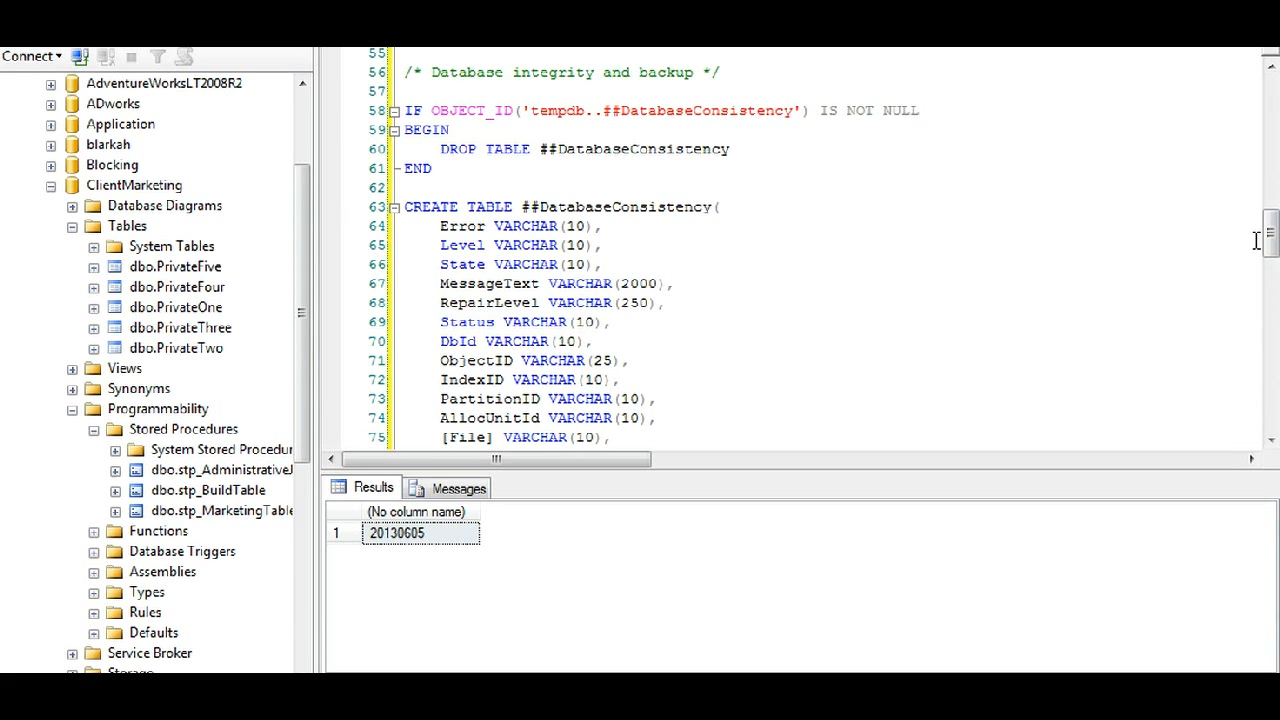 Connect
AdventureWorksLT2008R2
ADworks
Application
blarkah
Blocking
ClientMarketing
Database Diagrams
Tables
System Tables
dbo.PrivateFive
dbo.PrivateFour
dbo.PrivateOne
dbo.PrivateThree
dbo.PrivateTwo
Views
Synonyms
Programmability
Stored Procedures
System Stored Procedur
dbo.stp_Administrative
dbo.stp_BuildTable
dbo.stp_MarketingTable
Functions
Database Triggers
Assemblies
Types
Rules
Defaults
Service Broker
Storage
55
56 /* Database integrity and backup */
57
58 IF OBJECT_ID('tempdb..##DatabaseConsistency') IS NOT NULL
59 BEGIN
60 DROP TABLE ##DatabaseConsistency
61 END
62
63 CREATE TABLE ##DatabaseConsistency(
64 Error VARCHAR(10),
65 Level VARCHAR(10),
66 State VARCHAR(10),
67 MessageText VARCHAR(2000),
68 RepairLevel VARCHAR(250),
69 Status VARCHAR(10),
70 DbId VARCHAR(10),
71 ObjectID VARCHAR(25),
72 IndexID VARCHAR(10),
73 PartitionID VARCHAR(10),
74 AllocUnitId VARCHAR(10),
75 [File] VARCHAR(10),
Results Messages
(No column name)
1 20130605